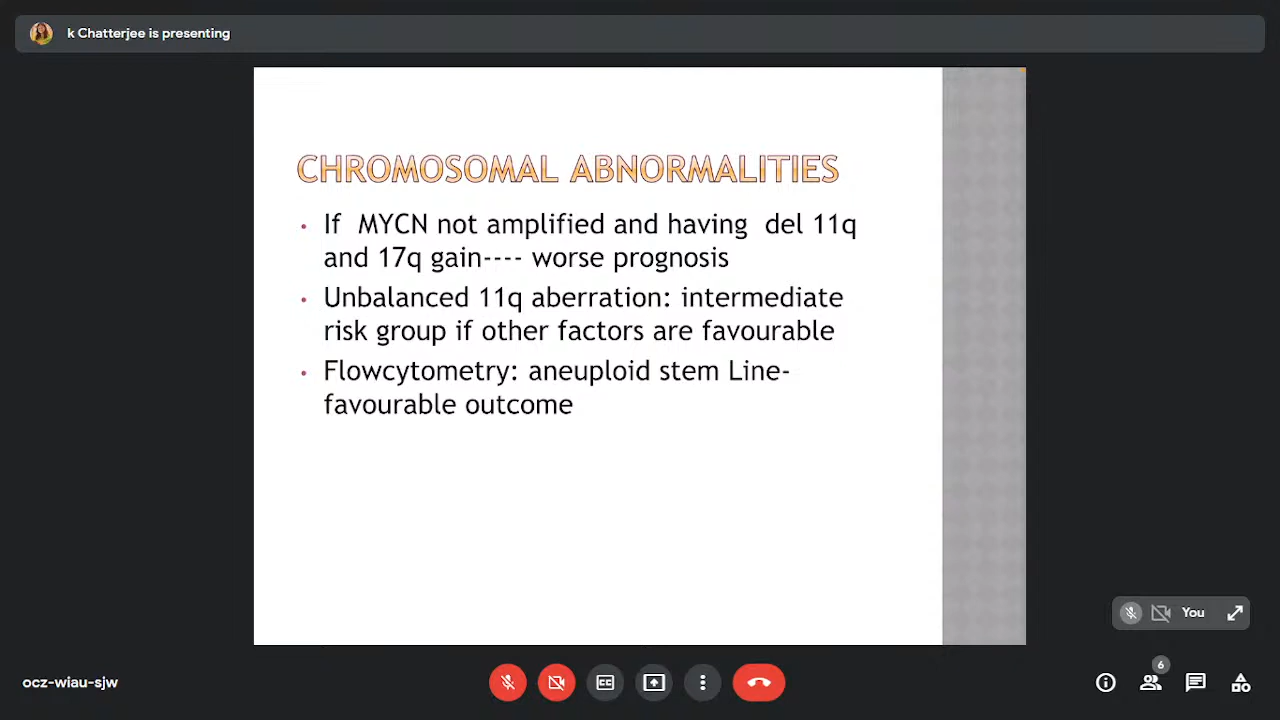 k Chatterjee is presenting
CHROMOSOMAL ABNORMALITIES
• If MYCN not amplified and having del 11q
and 17q gain---- worse prognosis
• Unbalanced 11q aberration: intermediate
risk group if other factors are favourable
• Flowcytometry: aneuploid stem Line-
favourable outcome
You
ocz-wiau-sjw
CC
6